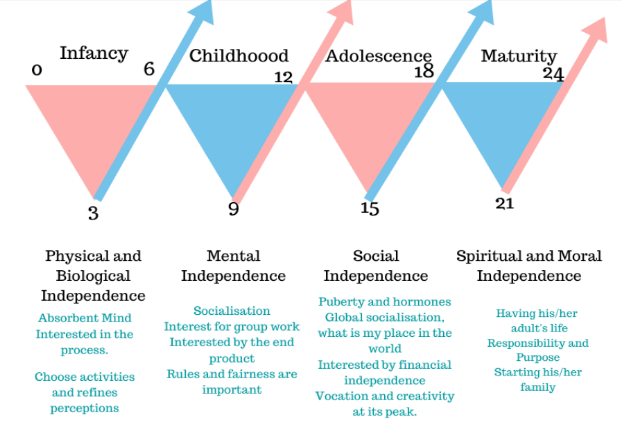 Infancy
Childhoood
Adolescence
Maturity
0
6
12
18
24
3
9
15
21
Physical and
Biological
Independence
Absorbent Mind
Interested in the
process.
Choose activities
and refines
perceptions
Mental
Independence
Socialisation
Interest for group work
Interested by the end
product
Rules and fairness are
important
Social
Independence
Puberty and hormones
Global socialisation,
what is my place in the
world
Interested by financial
independence
Vocation and creativity
at its peak.
Spiritual and Moral
Independence
Having his/her
adult's life
Responsibility and
Purpose
Starting his/her
family